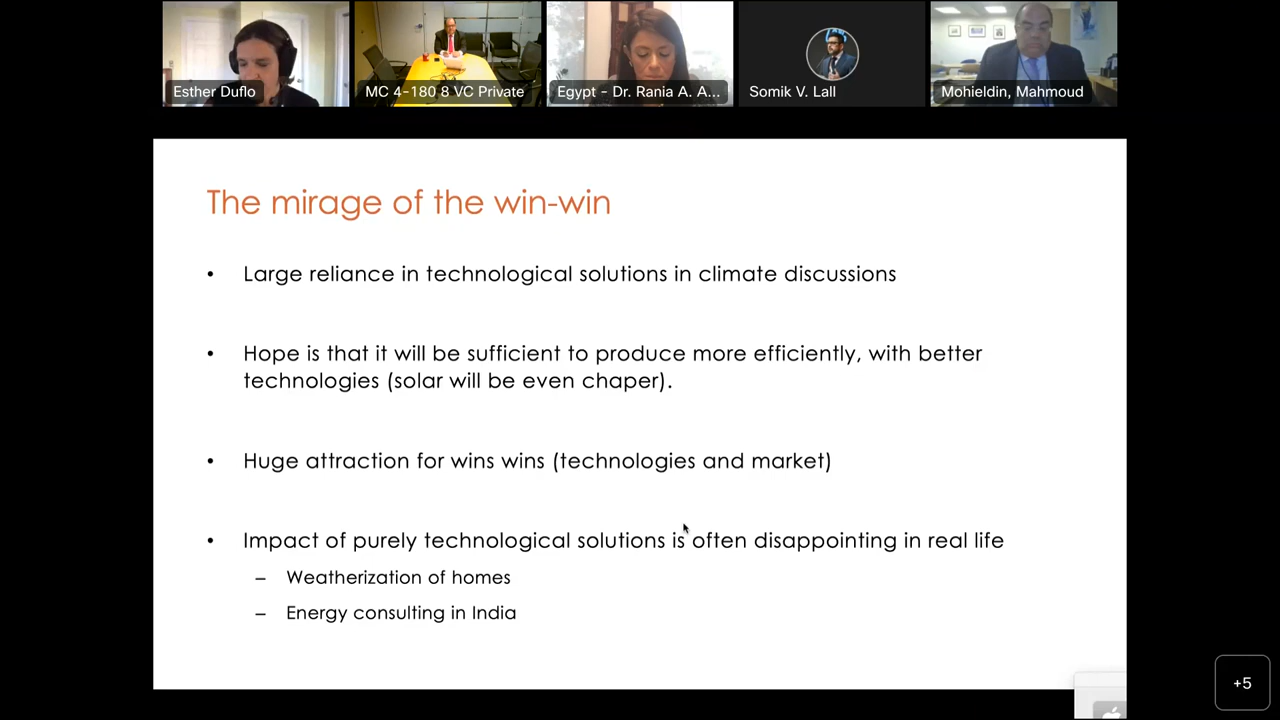 Esther Duflo
MC 4-180 8 VC Private
Egypt - Dr. Rania A. A...
Somik V. Lall
Mohieldin, Mahmoud
The mirage of the win-win
• Large reliance in technological solutions in climate discussions
• Hope is that it will be sufficient to produce more efficiently, with better
technologies (solar will be even chaper).
• Huge attraction for wins wins (technologies and market)
• Impact of purely technological solutions is often disappointing in real life
– Weatherization of homes
– Energy consulting in India
+5